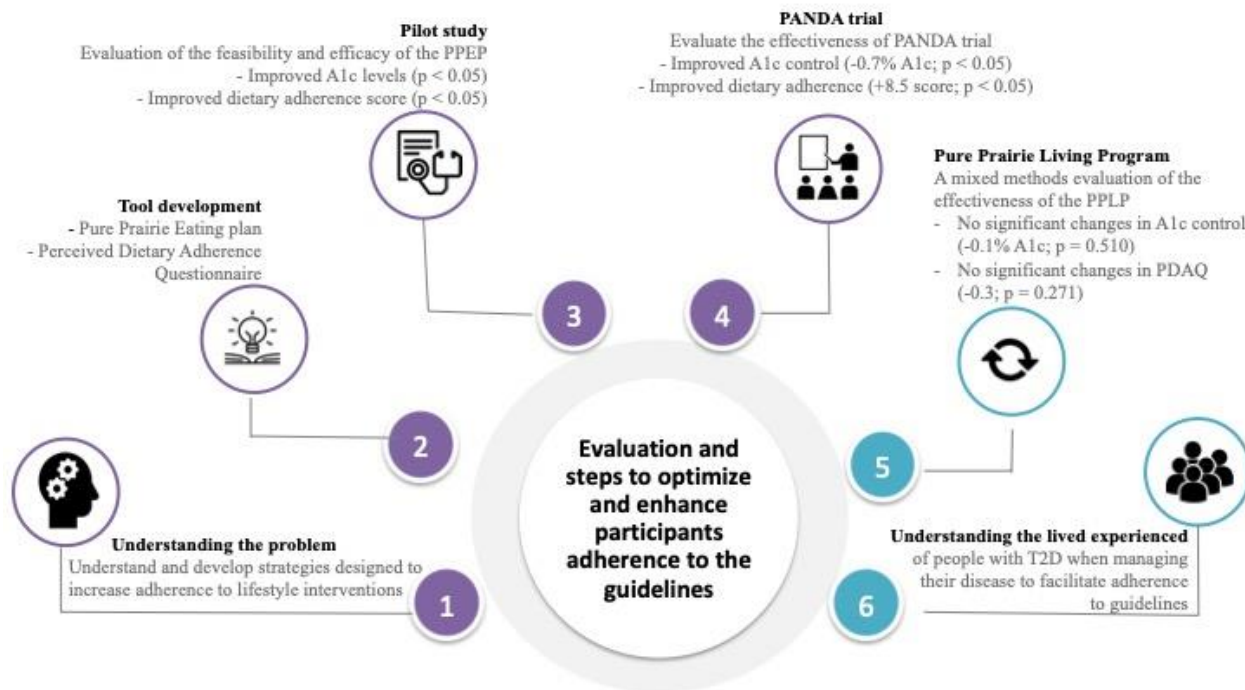 Pilot study
Evaluation of the feasibility and efficacy of the PPEP
- Improved A1c levels (p < 0.05)
- Improved dietary adherence score (p < 0.05)
PANDA trial
Evaluate the effectiveness of PANDA trial
- Improved A1c control (-0.7% A1c; p < 0.05)
- Improved dietary adherence (+8.5 score; p < 0.05)
Tool development
- Pure Prairie Eating plan
- Perceived Dietary Adherence
Questionnaire
Pure Prairie Living Program
A mixed methods evaluation of the
effectiveness of the PPLP
- No significant changes in A1c control
(-0.1% A1c; p = 0.510)
- No significant changes in PDAQ
(-0.3; p = 0.271)
3
4
2
5
Evaluation and
steps to optimize
and enhance
participants
adherence to the
guidelines
Understanding the problem
Understand and develop strategies designed to
increase adherence to lifestyle interventions
1
Understanding the lived experienced
of people with T2D when managing
their disease to facilitate adherence
to guidelines
6